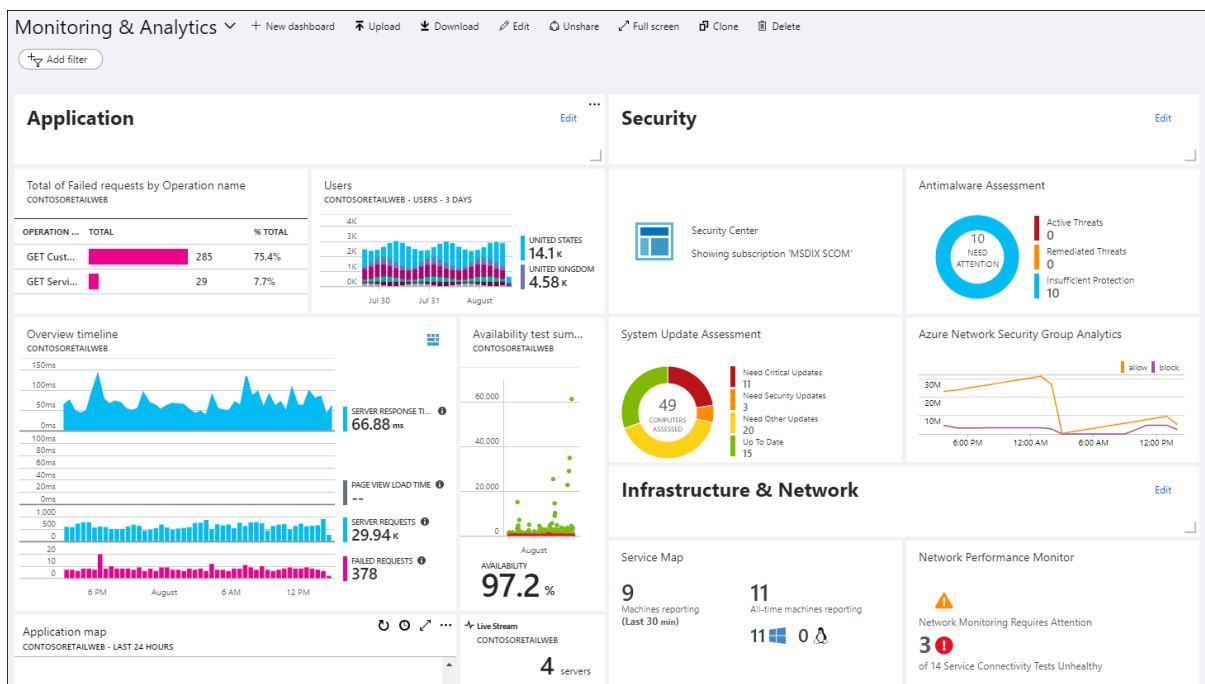 Monitoring & Analytics
New dashboard
Upload
Download
Edit
Unshare
Full screen
Clone
Delete
Add filter
Application
Edit
Security
Edit
Total of Failed requests by Operation name
CONTOSORETAILWEB
OPERATION ... TOTAL % TOTAL
GET Cust... 285 75.4%
GET Servi... 29 7.7%
Users
CONTOSORETAILWEB - USERS - 3 DAYS
4K
3K
2K
1K
0K
Jul 30 Jul 31 August
UNITED STATES
14.1 K
UNITED KINGDOM
4.58 K
Security Center
Showing subscription 'MSDIX SCOM'
Antimalware Assessment
10
NEED
ATTENTION
Active Threats
0
Remediated Threats
0
Insufficient Protection
10
Overview timeline
CONTOSORETAILWEB
150ms
100ms
50ms
0ms
SERVER RESPONSE TI...
66.88 ms
100ms
80ms
60ms
40ms
20ms
0ms
PAGE VIEW LOAD TIME
--
1,000
500
0
SERVER REQUESTS
29.94 K
20
10
0
FAILED REQUESTS
378
6 PM August 6 AM 12 PM
Availability test sum...
CONTOSORETAILWEB
60,000
40,000
20,000
0
August
AVAILABILITY
97.2 %
System Update Assessment
49
COMPUTERS
ASSESSED
Need Critical Updates
11
Need Security Updates
3
Need Other Updates
20
Up To Date
15
Azure Network Security Group Analytics
allow block
30M
20M
10M
6:00 PM 12:00 AM 6:00 AM 12:00 PM
Infrastructure & Network
Edit
Service Map
9
Machines reporting
(Last 30 min)
11
All-time machines reporting
11 0
Network Performance Monitor
Network Monitoring Requires Attention
3
of 14 Service Connectivity Tests Unhealthy
Application map
CONTOSORETAILWEB - LAST 24 HOURS
Live Stream
CONTOSORETAILWEB
4 servers